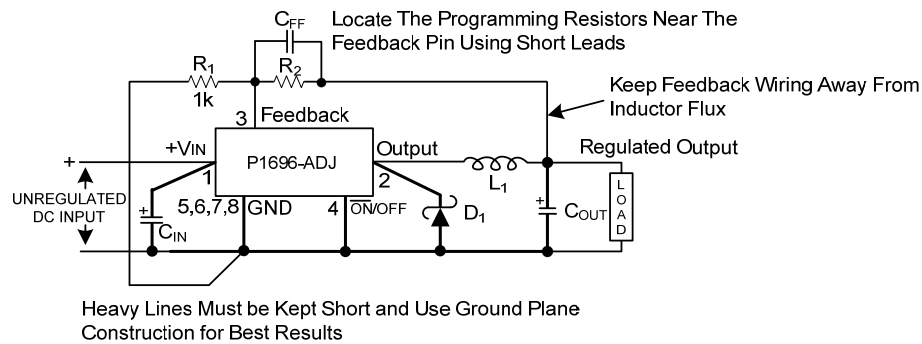 C_FF
Locate The Programming Resistors Near The
Feedback Pin Using Short Leads
R1
R2
1k
Keep Feedback Wiring Away From
Inductor Flux
3
Feedback
+
+VIN
P1696-ADJ
Output
Regulated Output
1
2
L1
UNREGULATED
DC INPUT
+
CIN
5,6,7,8
GND
4
ON/OFF
D1
+
COUT
LOAD
Heavy Lines Must be Kept Short and Use Ground Plane
Construction for Best Results